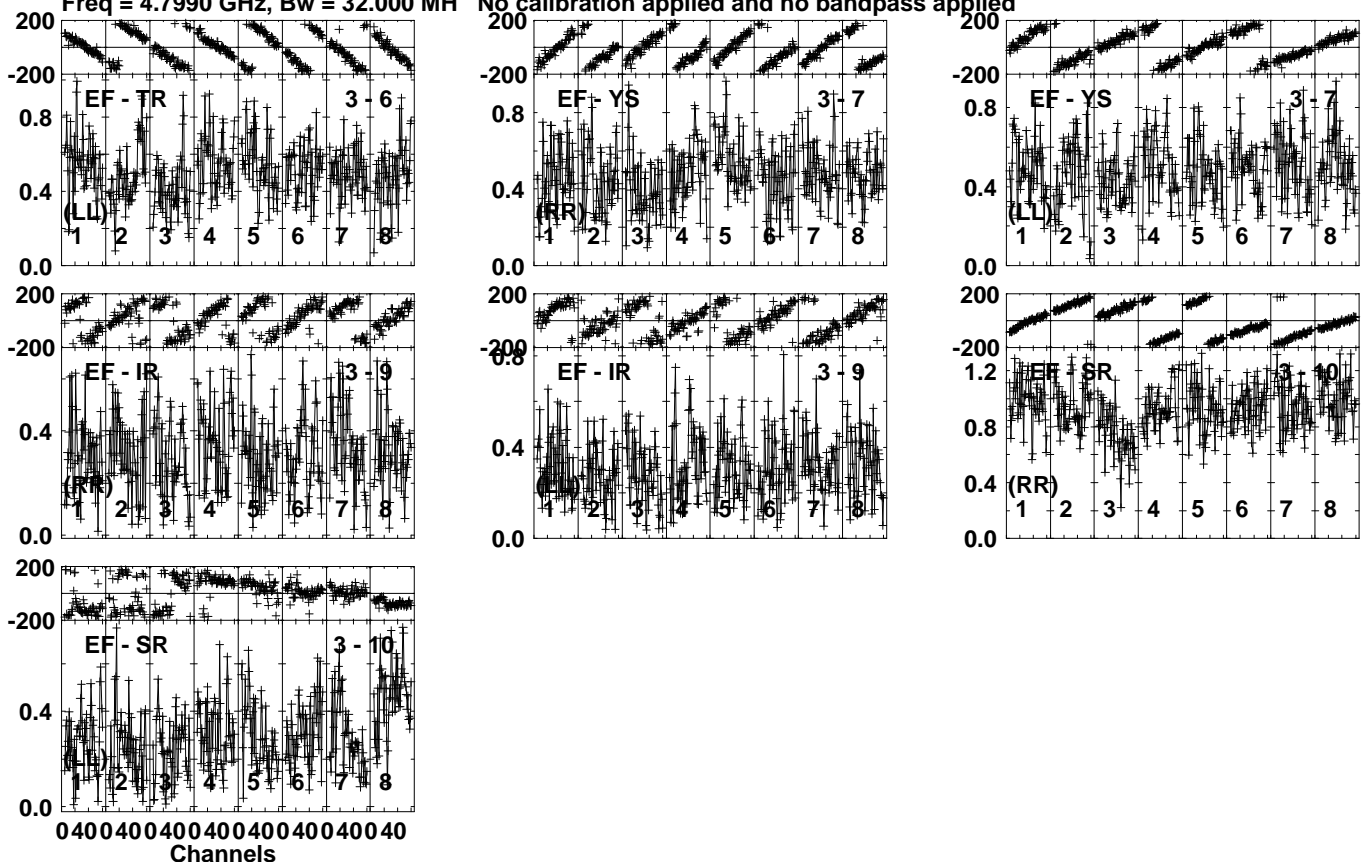 Freq = 4.7990 GHz, Bw = 32.000 MH No calibration applied and no bandpass applied
200
-200
EF - TR 3 - 6
0.8
0.4
(LL)
1 2 3 4 5 6 7 8
0.0
200
-200
EF - YS 3 - 7
0.8
0.4
(RR)
1 2 3 4 5 6 7 8
0.0
200
-200
EF - YS 3 - 7
0.8
0.4
(LL)
1 2 3 4 5 6 7 8
0.0
200
-200
EF - IR 3 - 9
0.4
(RR)
1 2 3 4 5 6 7 8
0.0
200
-200
0.8
EF - IR 3 - 9
0.4
(LL)
1 2 3 4 5 6 7 8
0.0
200
-200
1.2
EF - SR 3 - 10
0.8
0.4
(RR)
1 2 3 4 5 6 7 8
0.0
200
-200
EF - SR 3 - 10
0.4
(LL)
1 2 3 4 5 6 7 8
0.0
0 40 0 40 0 40 0 40 0 40 0 40 0 40 0 40
Channels